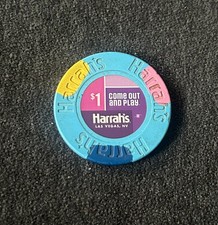 Harrah's
Harrah's
$1
COME OUT
AND PLAY.
Harrah's
LAS VEGAS, NV
Harrah's